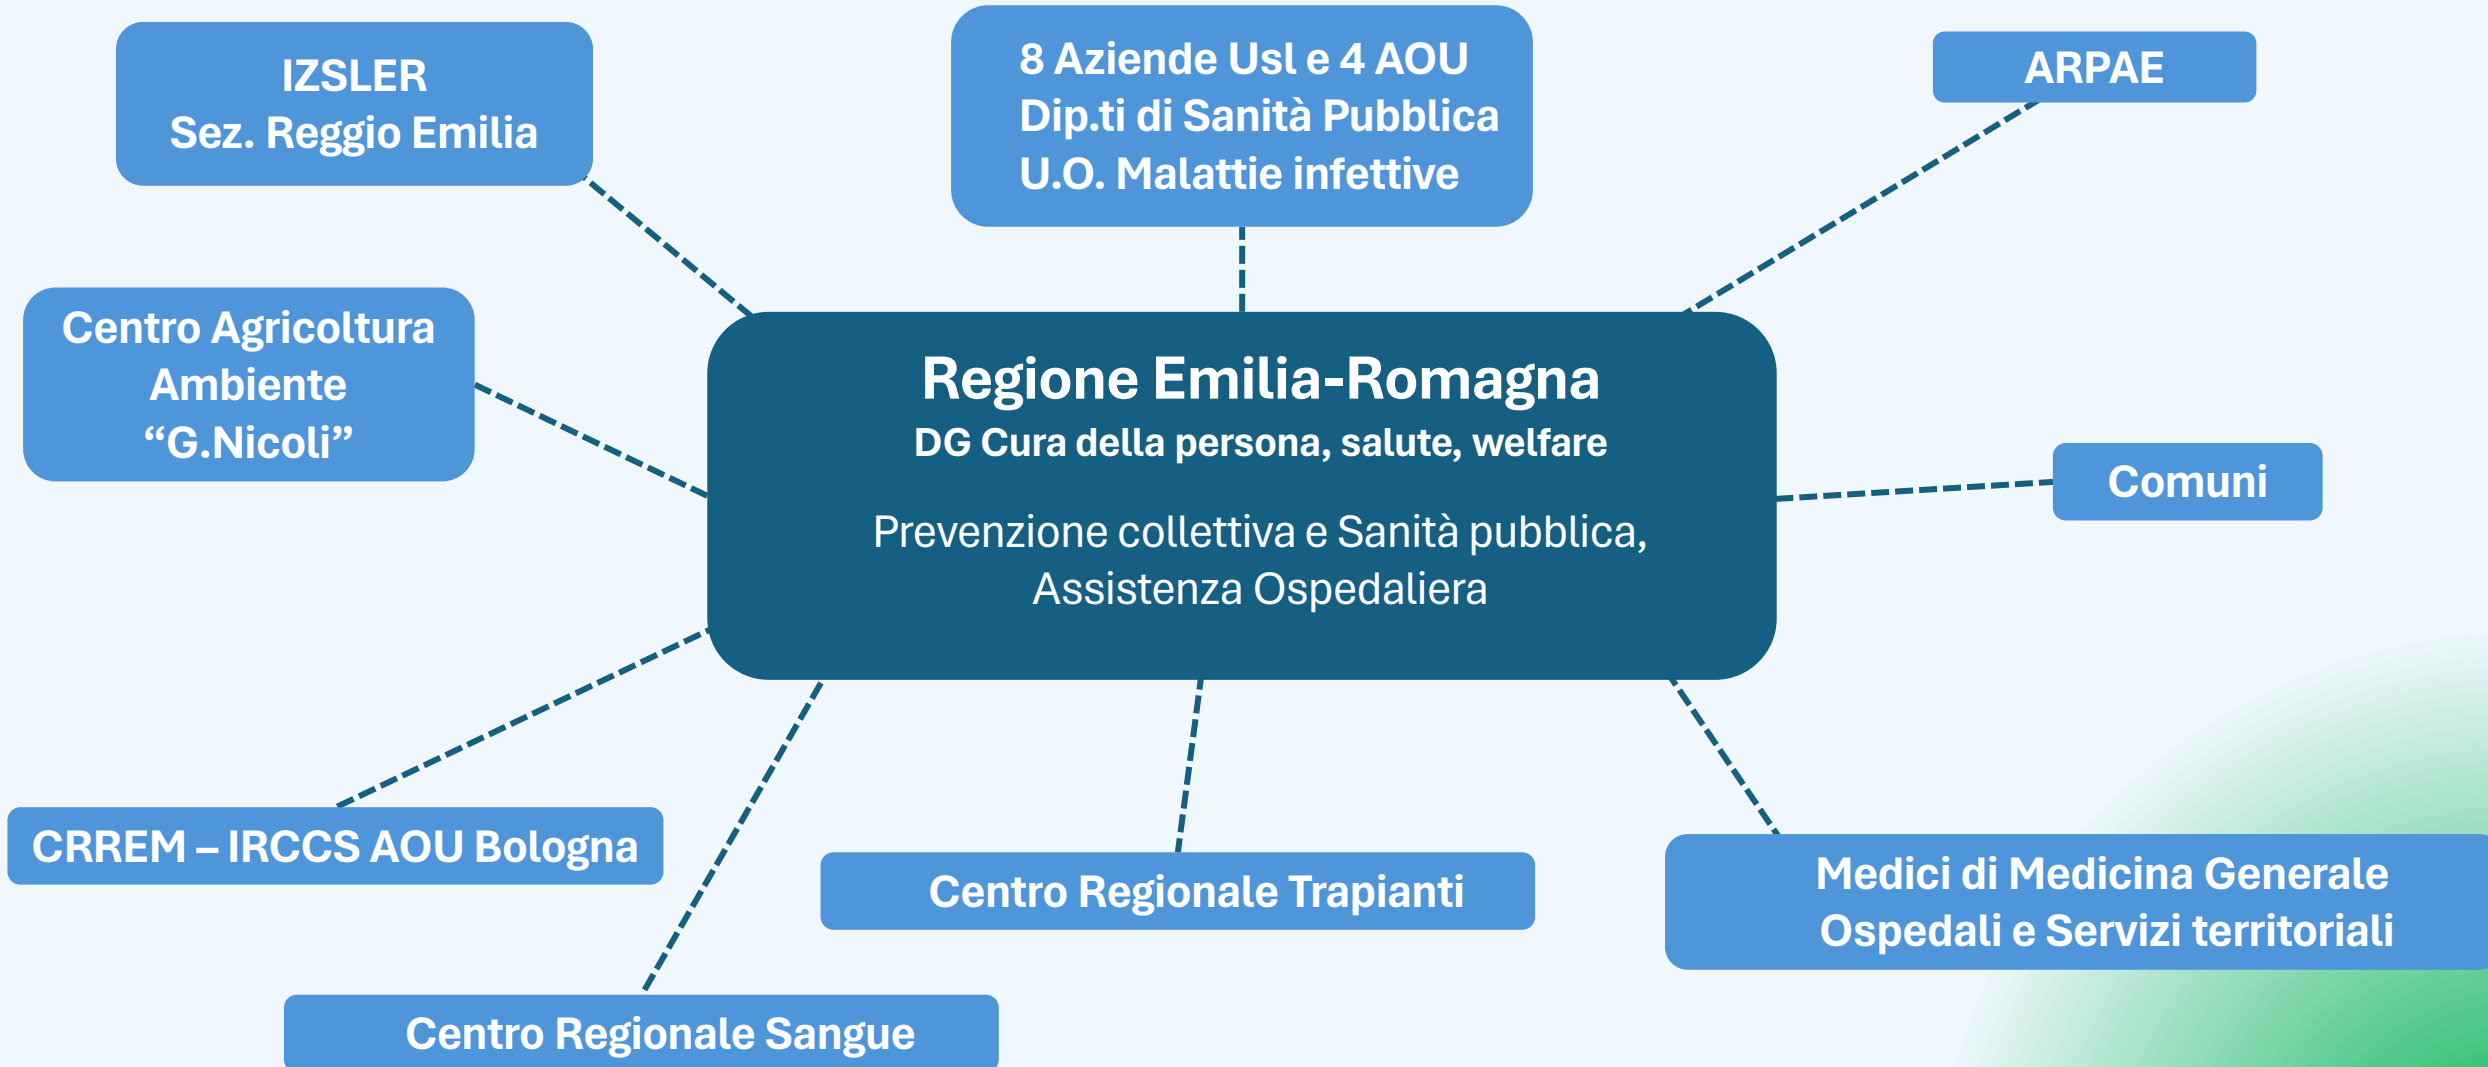 IZSLER
Sez. Reggio Emilia
8 Aziende Usl e 4 AOU
Dip.ti di Sanità Pubblica
U.O. Malattie infettive
ARPAE
Centro Agricoltura
Ambiente
“G.Nicoli”
Regione Emilia-Romagna
DG Cura della persona, salute, welfare
Prevenzione collettiva e Sanità pubblica,
Assistenza Ospedaliera
Comuni
CRREM – IRCCS AOU Bologna
Centro Regionale Trapianti
Medici di Medicina Generale
Ospedali e Servizi territoriali
Centro Regionale Sangue